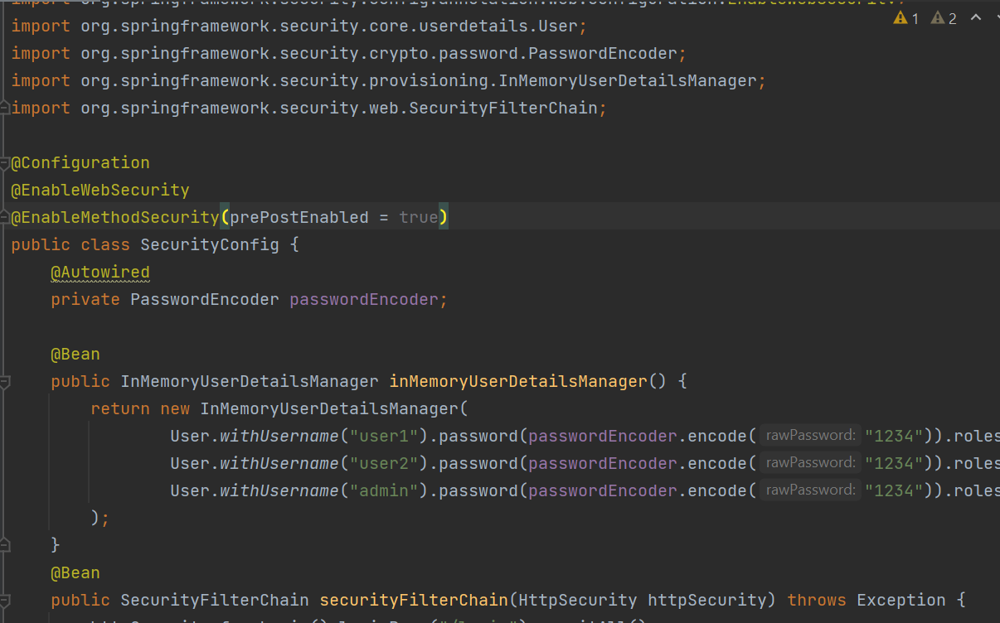 import org.springframework.security.config.annotation.web.configuration.EnableWebSecurity;
1 2
import org.springframework.security.core.userdetails.User;
import org.springframework.security.crypto.password.PasswordEncoder;
import org.springframework.security.provisioning.InMemoryUserDetailsManager;
import org.springframework.security.web.SecurityFilterChain;
@Configuration
@EnableWebSecurity
@EnableMethodSecurity(prePostEnabled = true)
public class SecurityConfig {
@Autowired
private PasswordEncoder passwordEncoder;
@Bean
public InMemoryUserDetailsManager inMemoryUserDetailsManager() {
return new InMemoryUserDetailsManager(
User.withUsername("user1").password(passwordEncoder.encode( rawPassword: "1234")).roles
User.withUsername("user2").password(passwordEncoder.encode( rawPassword: "1234")).roles
User.withUsername("admin").password(passwordEncoder.encode( rawPassword: "1234")).roles
);
}
@Bean
public SecurityFilterChain securityFilterChain(HttpSecurity httpSecurity) throws Exception {